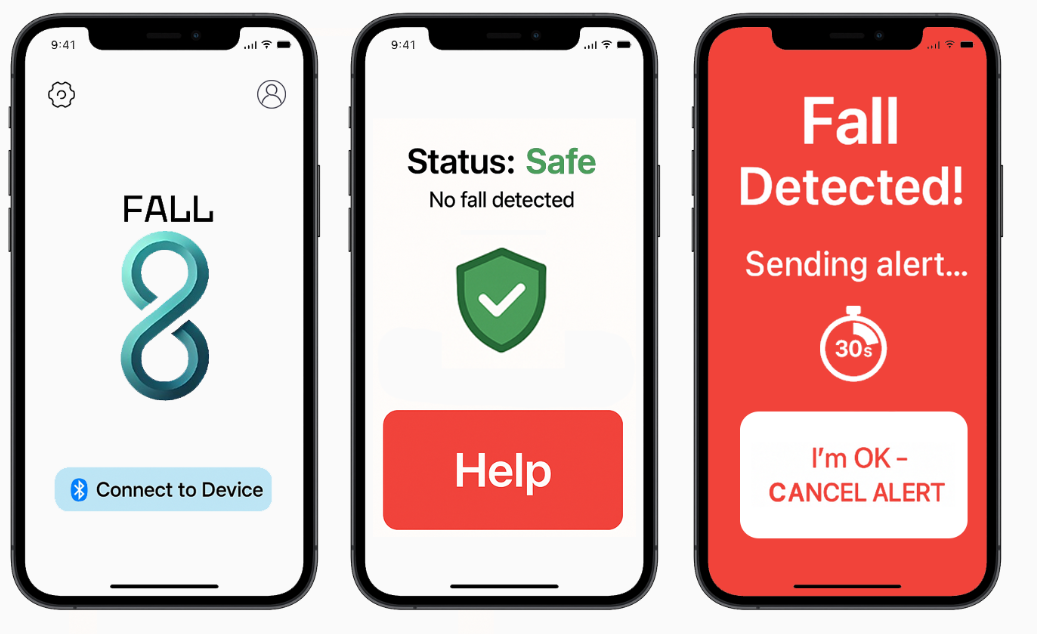 9:41
FALL
8
Connect to Device
9:41
Status: Safe
No fall detected
Help
Fall
Detected!
Sending alert...
30s
I'm OK –
CANCEL ALERT